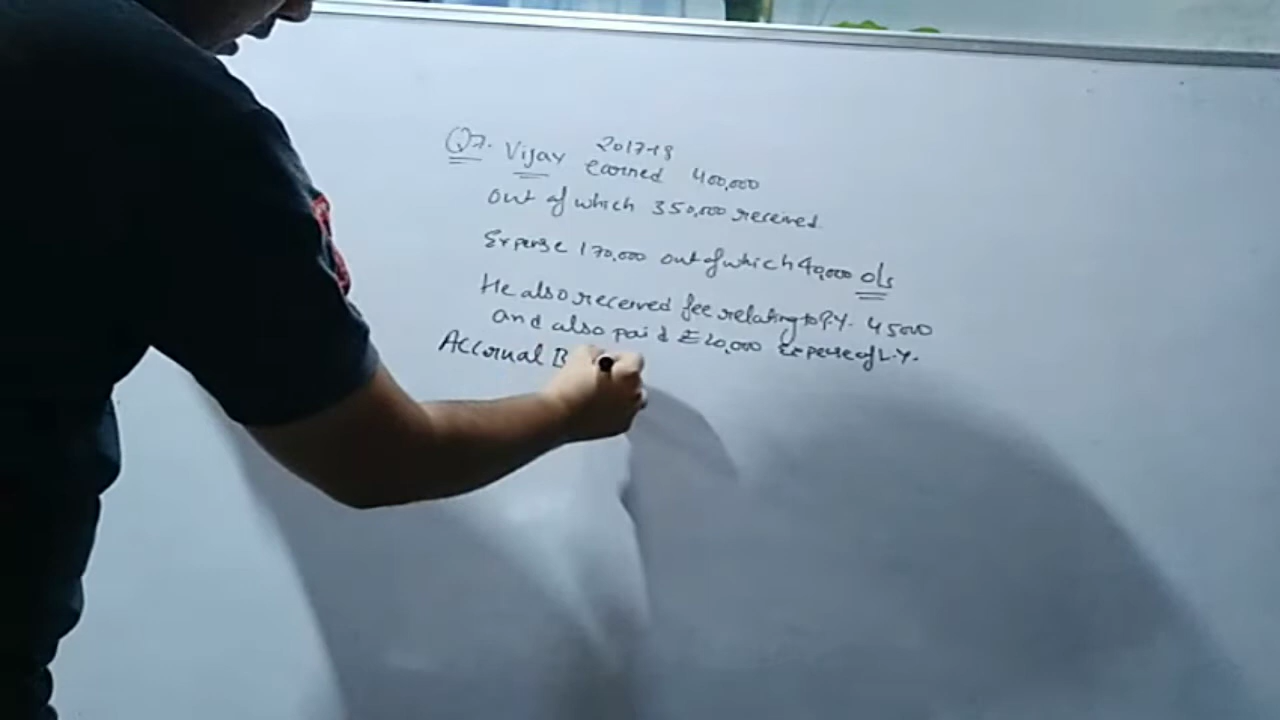 Q7. Vijay 2017-18 earned 400,000
out of which 350,000 received
Expense 170,000 out of which 40,000 o/s
He also received fee relating to P.Y. 45000
and also paid ₹ 20,000 Expense of L.Y.
Accrual B